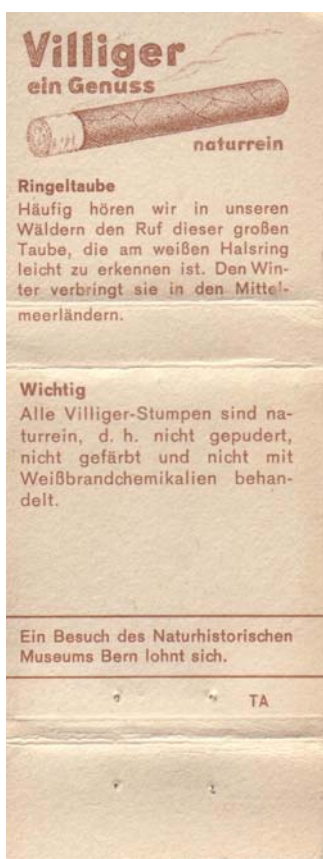 Villiger
ein Genuss
naturrein
Ringeltaube
Häufig hören wir in unseren
Wäldern den Ruf dieser großen
Taube, die am weißen Halsring
leicht zu erkennen ist. Den Win-
ter verbringt sie in den Mittel-
meerländern.
Wichtig
Alle Villiger-Stumpen sind na-
turrein, d. h. nicht gepudert,
nicht gefärbt und nicht mit
Weißbrandchemikalien behan-
delt.
Ein Besuch des Naturhistorischen
Museums Bern lohnt sich.
TA